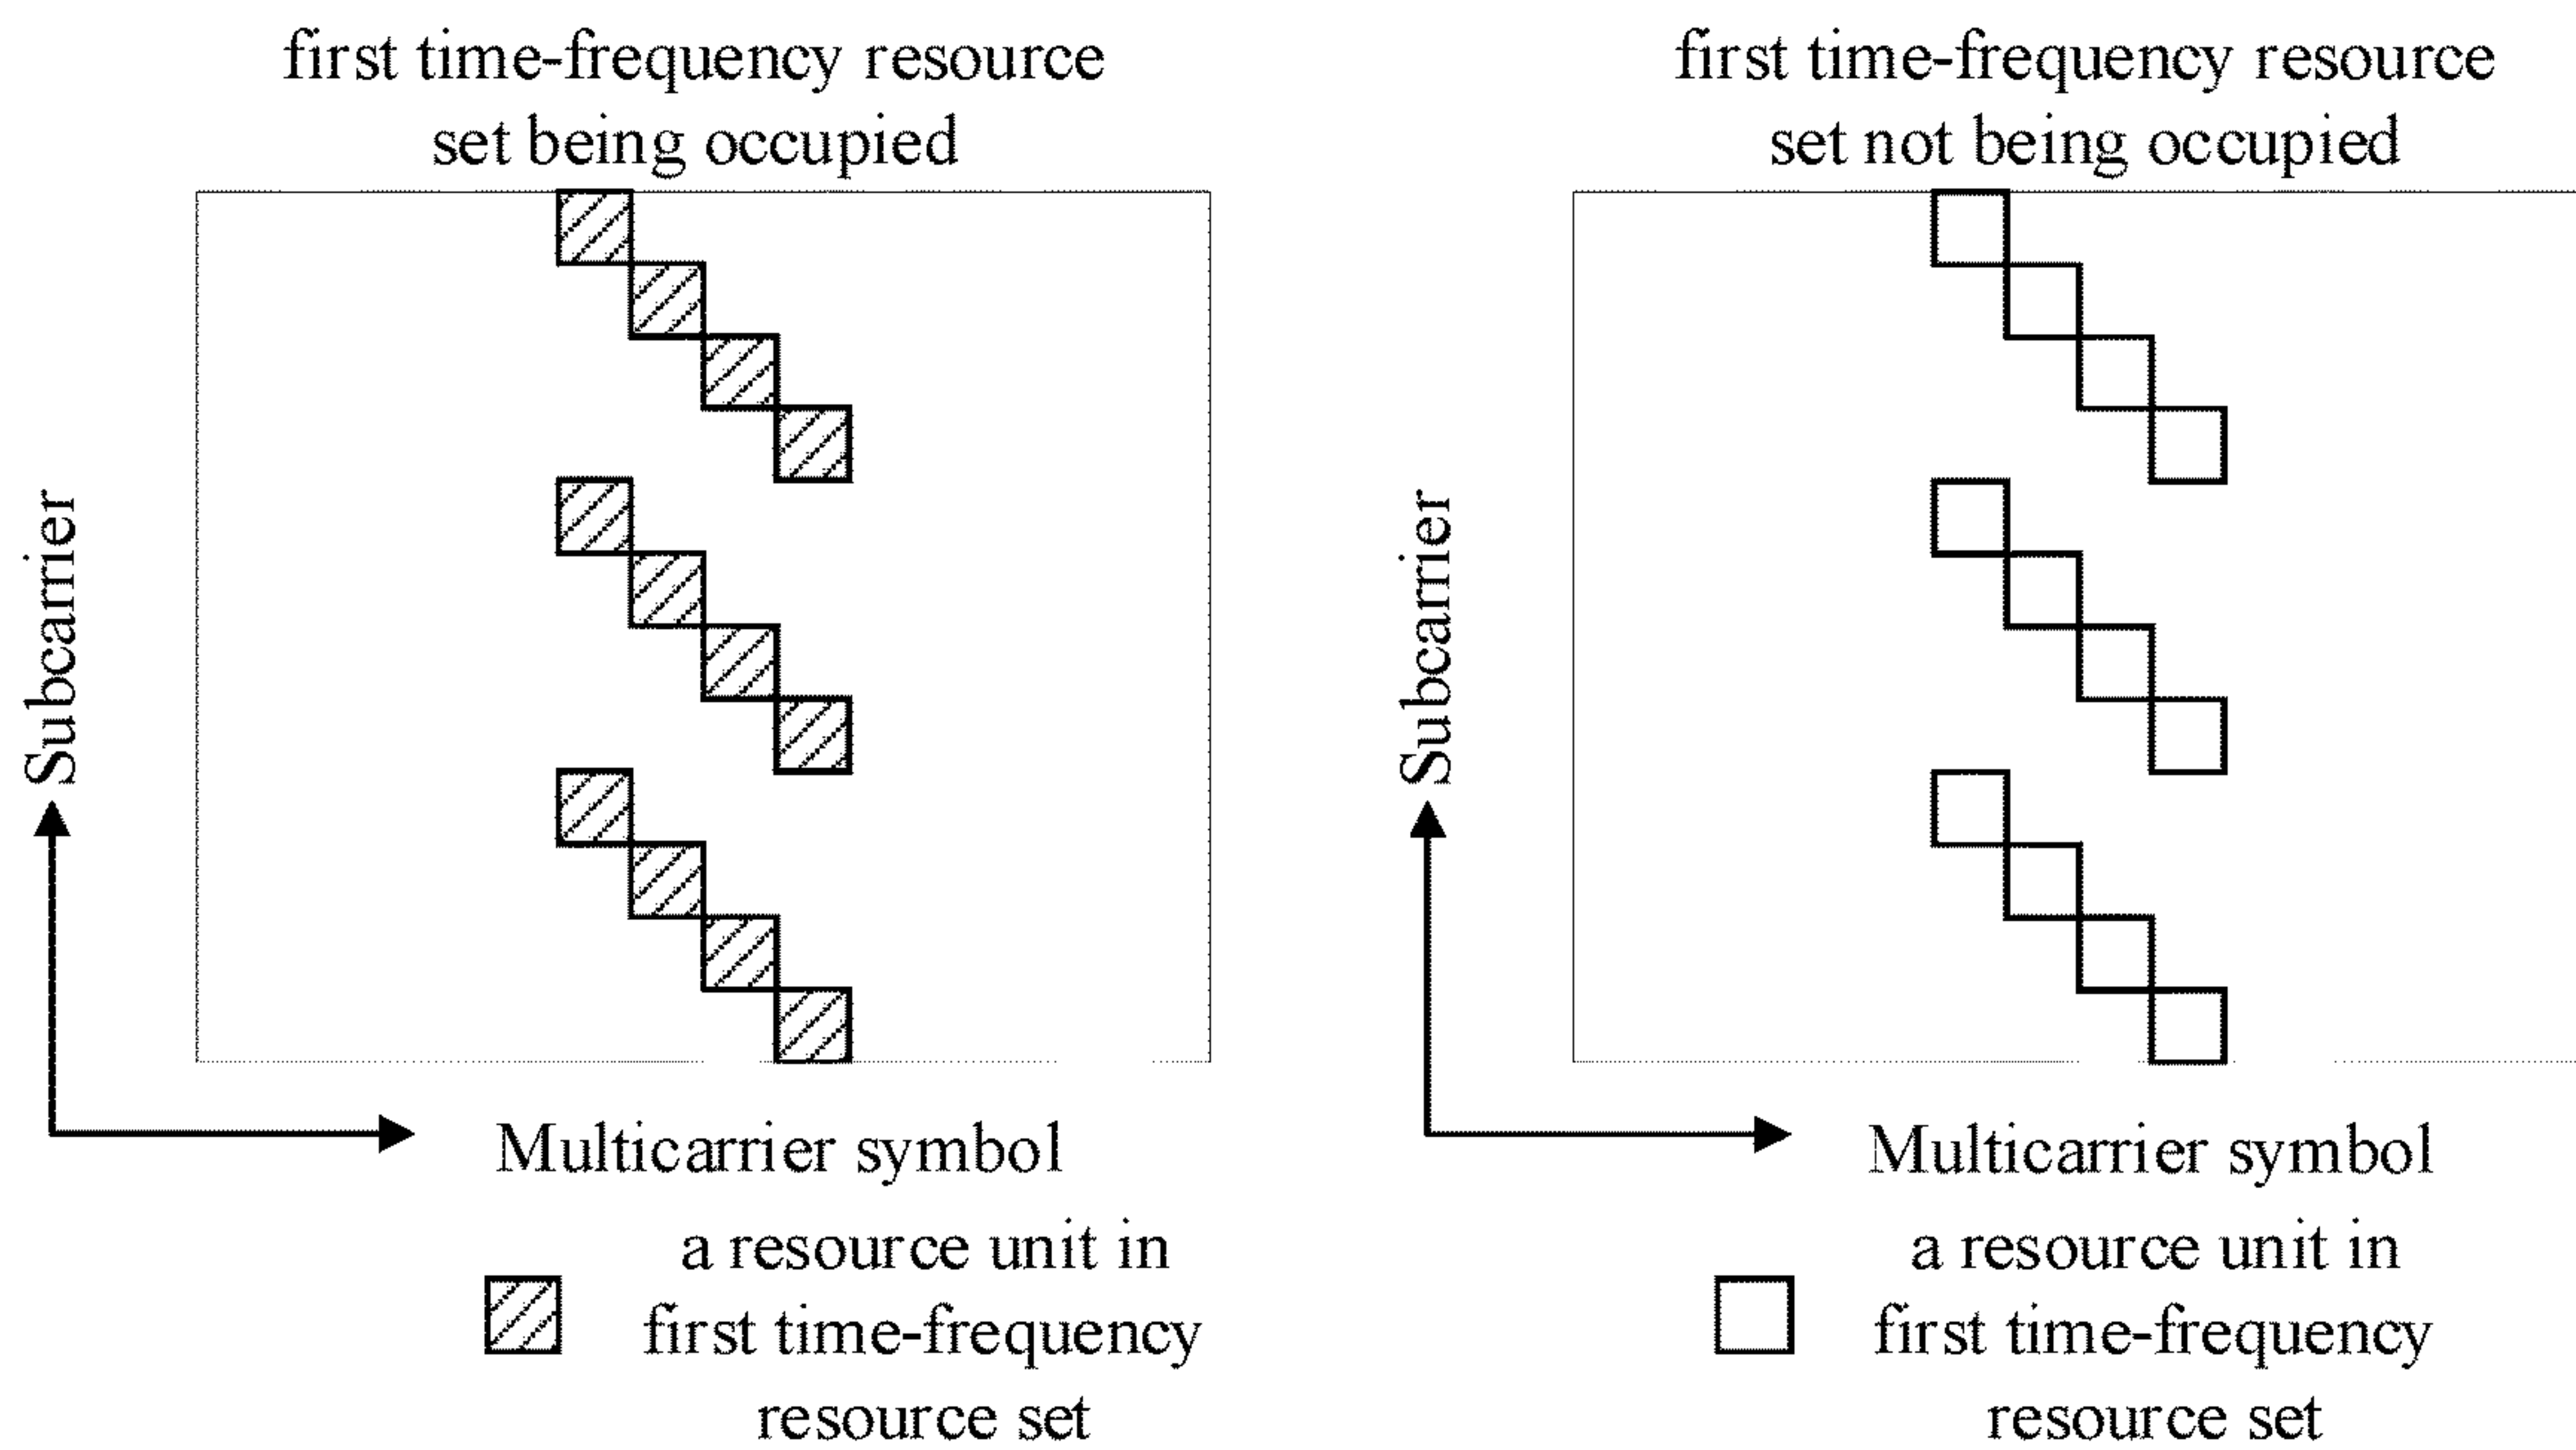 first time-frequency resource
set being occupied
Subcarrier
Multicarrier symbol
a resource unit in
first time-frequency
resource set
first time-frequency resource
set not being occupied
Subcarrier
Multicarrier symbol
a resource unit in
first time-frequency
resource set